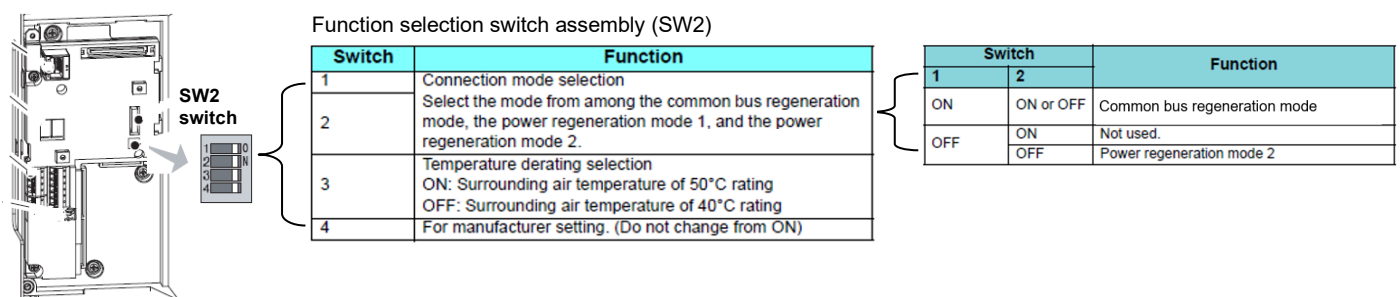 Function selection switch assembly (SW2)
SW2
switch
1 O
2 N
3
4
Switch Function
1 Connection mode selection
2 Select the mode from among the common bus regeneration
mode, the power regeneration mode 1, and the power
regeneration mode 2.
3 Temperature derating selection
ON: Surrounding air temperature of 50°C rating
OFF: Surrounding air temperature of 40°C rating
4 For manufacturer setting. (Do not change from ON)
Switch Function
1 2
ON ON or OFF Common bus regeneration mode
OFF ON Not used.
OFF Power regeneration mode 2